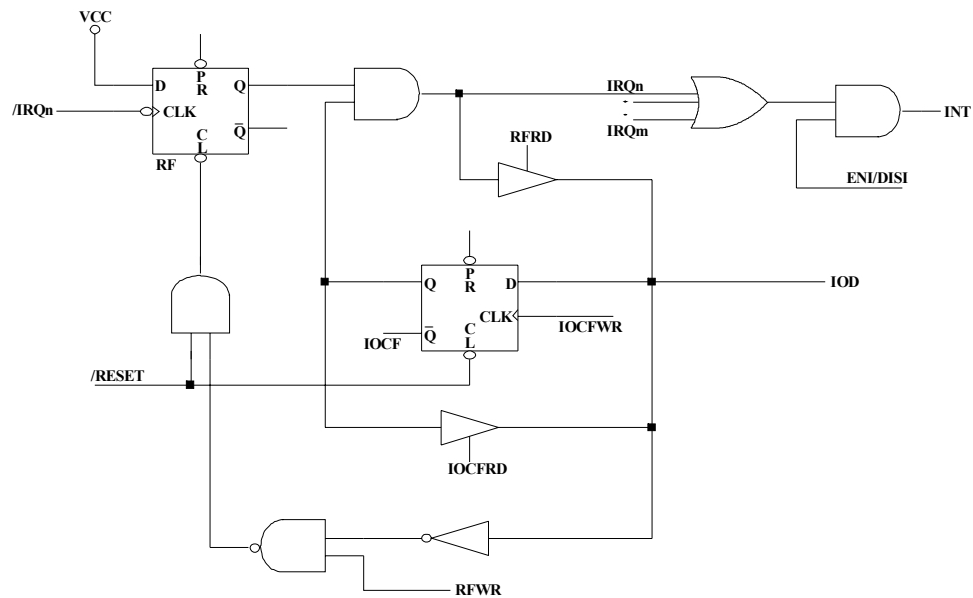 VCC
P
R
D
Q
IRQn
/IRQn
CLK
INT
C
L
Q̅
RF
IRQm
RFRD
ENI/DISI
P
R
Q
D
IOD
CLK
IOCFWR
IOCF
Q̅
C
L
/RESET
IOCFRD
RFWR